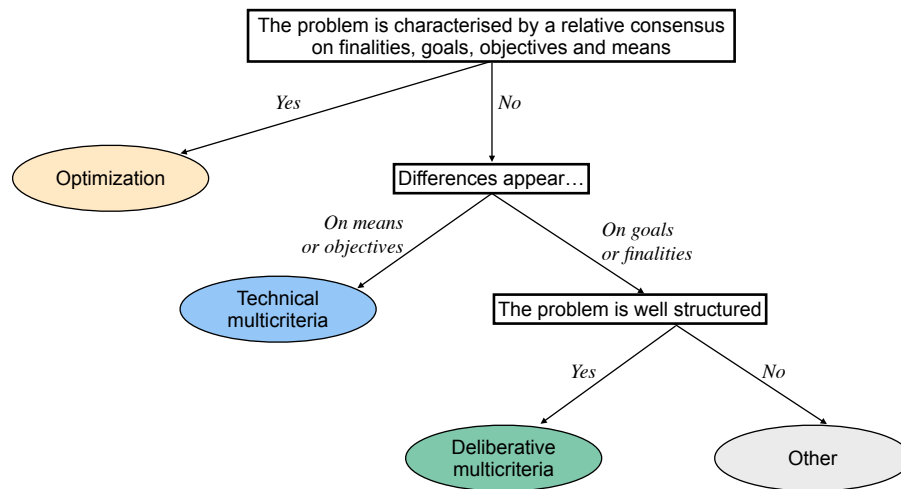 The problem is characterised by a relative consensus
on finalities, goals, objectives and means
Yes
No
Optimization
Differences appear…
On means
or objectives
On goals
or finalities
Technical
multicriteria
The problem is well structured
Yes
No
Deliberative
multicriteria
Other